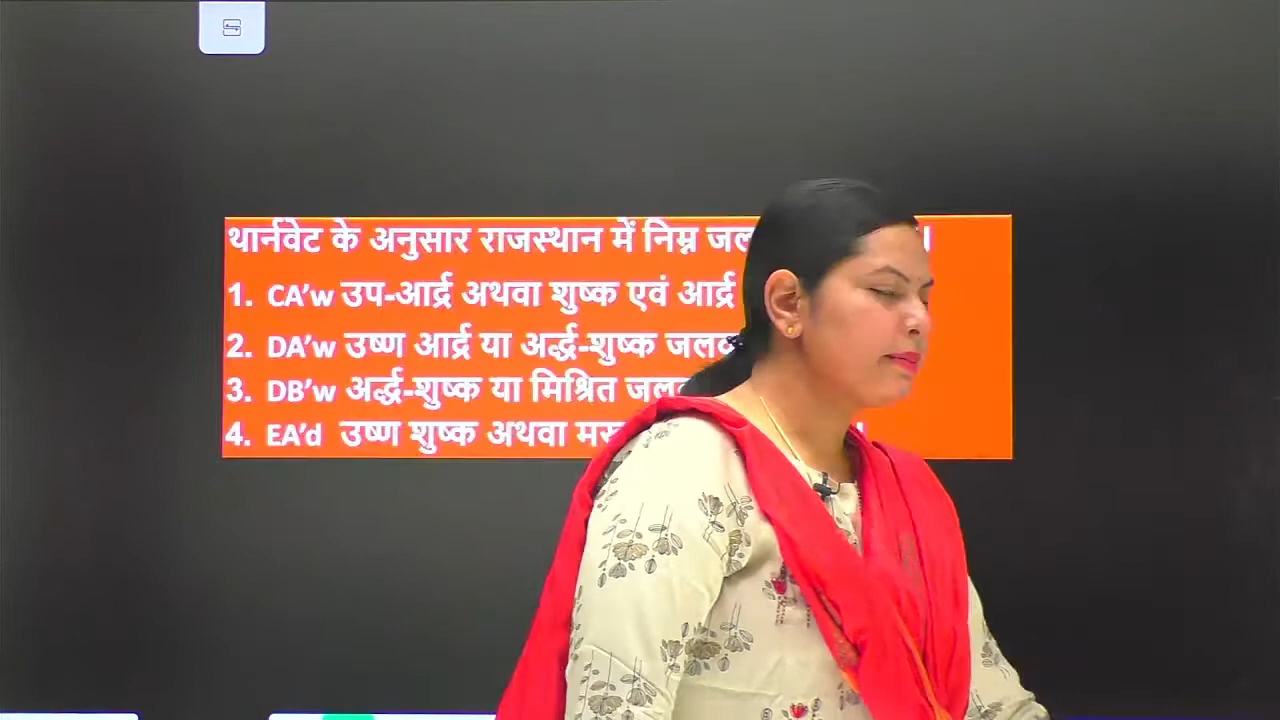 थार्नवेट के अनुसार राजस्थान में निम्न
1. CA’w उप-आर्द्र अथवा शुष्क एवं आर्द्र
2. DA’w उष्ण आर्द्र या अर्द्ध-शुष्क
3. DB’w अर्द्ध-शुष्क या मिश्रित
4. EA’d उष्ण शुष्क अथवा